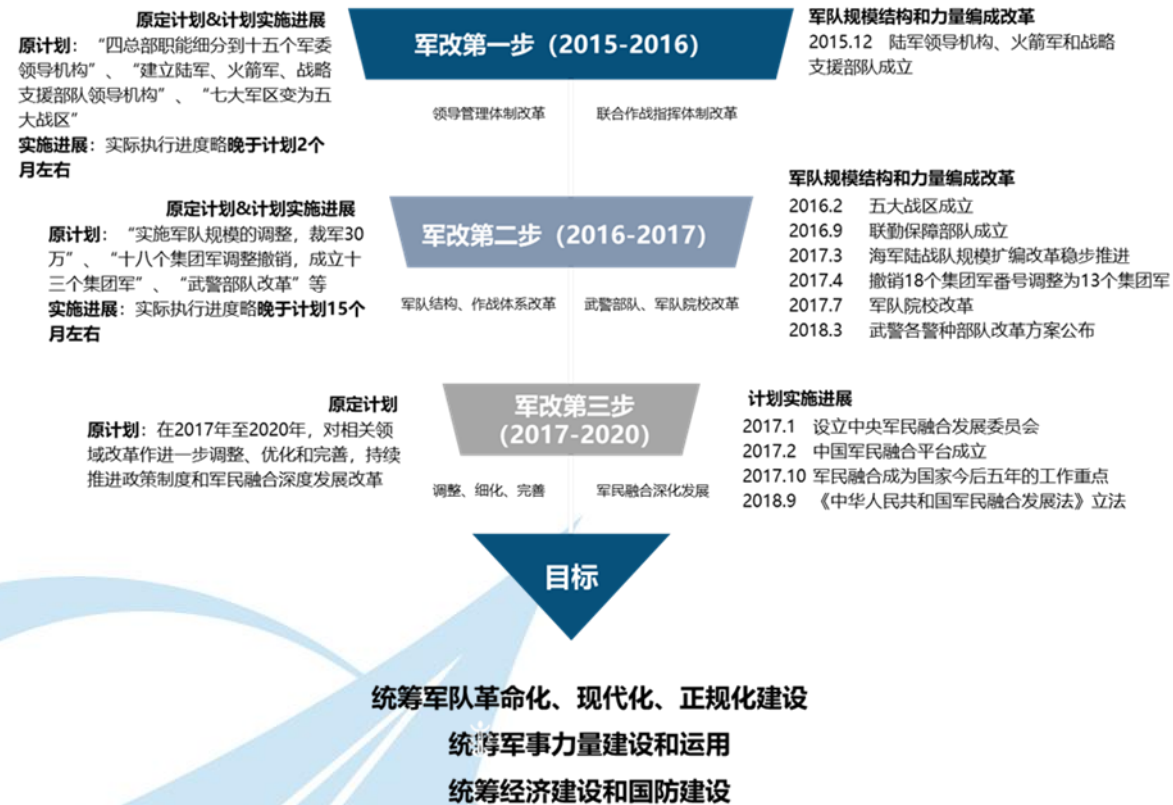 军改第一步（2015-2016）
领导管理体制改革
联合作战指挥体制改革
原定计划&计划实施进展
原计划：“四总部职能细分到十五个军委
领导机构”、“建立陆军、火箭军、战略
支援部队领导机构”、“七大军区变为五
大战区”
实施进展：实际执行进度略晚于计划2个
月左右
军队规模结构和力量编成改革
2015.12 陆军领导机构、火箭军和战略
支援部队成立
军改第二步（2016-2017）
军队结构、作战体系改革
武警部队、军队院校改革
原定计划&计划实施进展
原计划：“实施军队规模的调整，裁军30
万”、“十八个集团军调整撤销，成立十
三个集团军”、“武警部队改革”等
实施进展：实际执行进度略晚于计划15个
月左右
军队规模结构和力量编成改革
2016.2 五大战区成立
2016.9 联勤保障部队成立
2017.3 海军陆战队规模扩编改革稳步推进
2017.4 撤销18个集团军番号调整为13个集团军
2017.7 军队院校改革
2018.3 武警各警种部队改革方案公布
军改第三步
（2017-2020）
调整、细化、完善
军民融合深化发展
原定计划
原计划：在2017年至2020年，对相关领
域改革作进一步调整、优化和完善，持续
推进政策制度和军民融合深度发展改革
计划实施进展
2017.1 设立中央军民融合发展委员会
2017.2 中国军民融合平台成立
2017.10 军民融合成为国家今后五年的工作重点
2018.9 《中华人民共和国军民融合发展法》立法
目标
统筹军队革命化、现代化、正规化建设
统筹军事力量建设和运用
统筹经济建设和国防建设